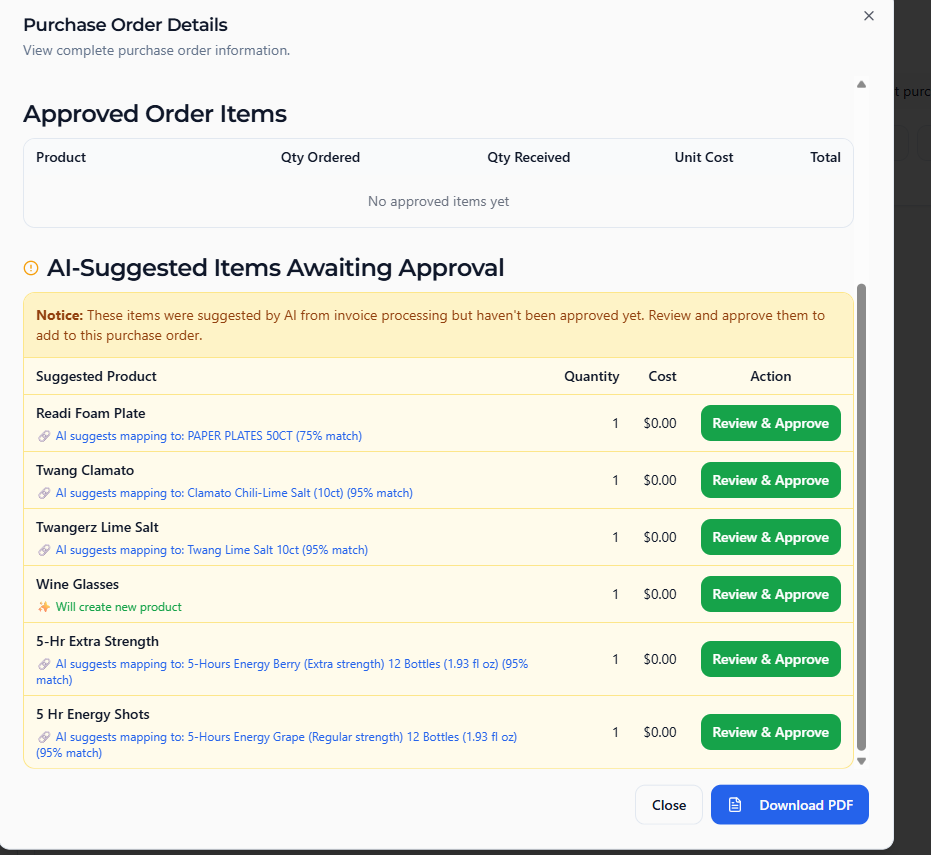 Purchase Order Details
View complete purchase order information.
t purc
Approved Order Items
Product Qty Ordered Qty Received Unit Cost Total
No approved items yet
AI-Suggested Items Awaiting Approval
Notice: These items were suggested by AI from invoice processing but haven't been approved yet. Review and approve them to
add to this purchase order.
Suggested Product Quantity Cost Action
Readi Foam Plate
AI suggests mapping to: PAPER PLATES 50CT (75% match)
1 $0.00 Review & Approve
Twang Clamato
AI suggests mapping to: Clamato Chili-Lime Salt (10ct) (95% match)
1 $0.00 Review & Approve
Twangerz Lime Salt
AI suggests mapping to: Twang Lime Salt 10ct (95% match)
1 $0.00 Review & Approve
Wine Glasses
Will create new product
1 $0.00 Review & Approve
5-Hr Extra Strength
AI suggests mapping to: 5-Hours Energy Berry (Extra strength) 12 Bottles (1.93 fl oz) (95%
match)
1 $0.00 Review & Approve
5 Hr Energy Shots
AI suggests mapping to: 5-Hours Energy Grape (Regular strength) 12 Bottles (1.93 fl oz)
(95% match)
1 $0.00 Review & Approve
Close Download PDF